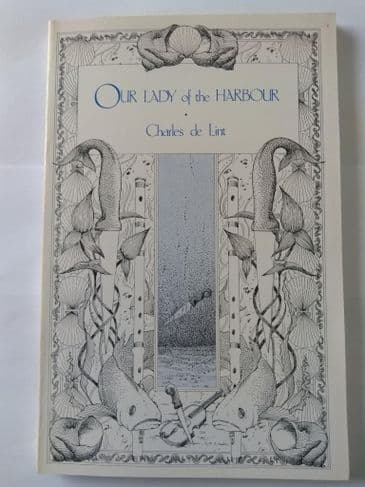 OUR LADY of the HARBOUR
Charles de Lint